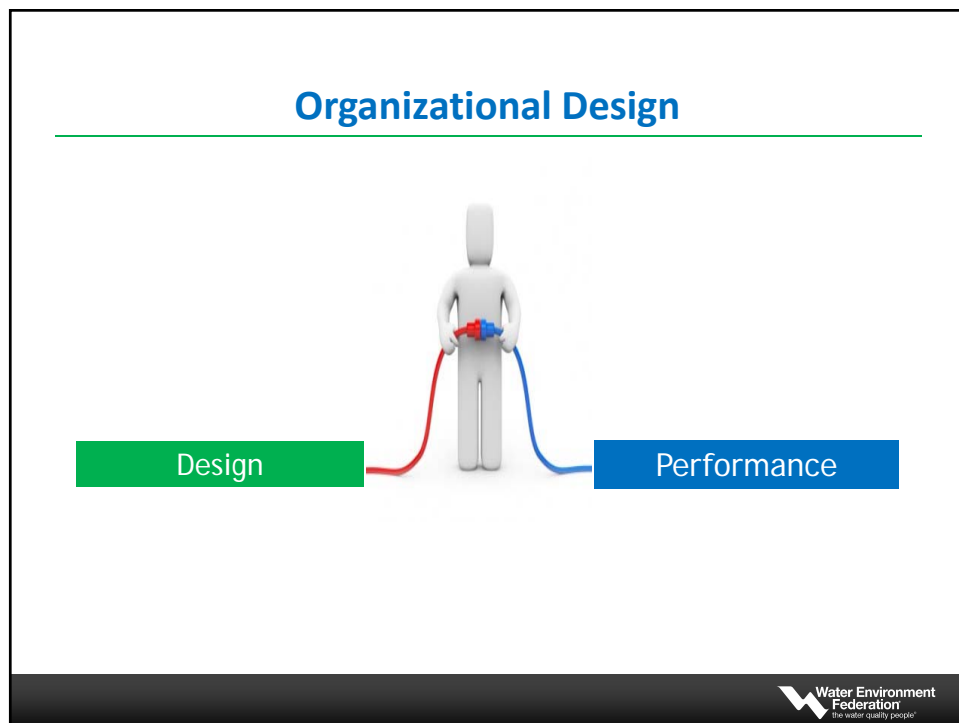 Organizational Design
Design
Performance
Water Environment
Federation
the water quality people®